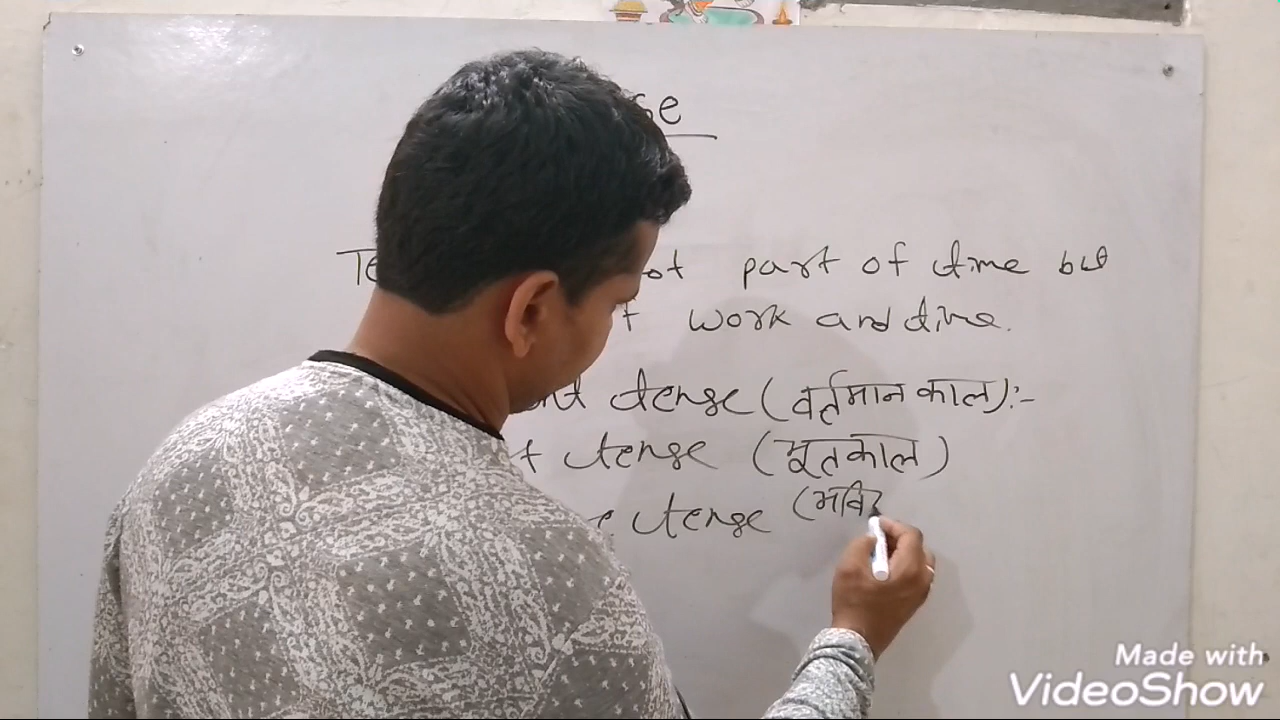 se
Te ot part of time but
t work and time.
ent tense (वर्तमान काल):-
t tense (भूतकाल)
e tense (भवि
Made with
VideoShow